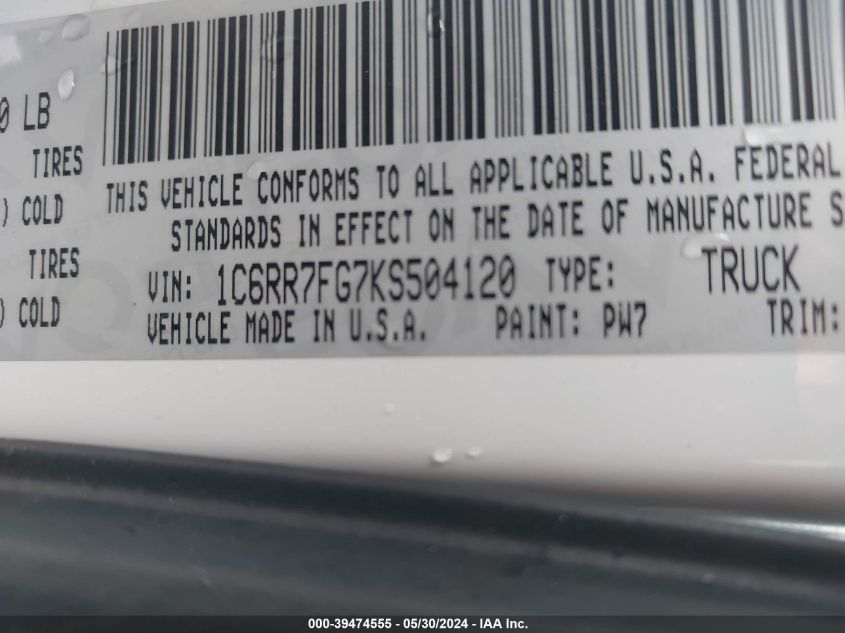 0 LB
TIRES
) COLD
TIRES
) COLD
THIS VEHICLE CONFORMS TO ALL APPLICABLE U.S.A. FEDERAL
STANDARDS IN EFFECT ON THE DATE OF MANUFACTURE S
VIN: 1C6RR7FG7KS504120 TYPE: TRUCK
VEHICLE MADE IN U.S.A. PAINT: PW7 TRIM:
000-39474555 - 05/30/2024 - IAA Inc.